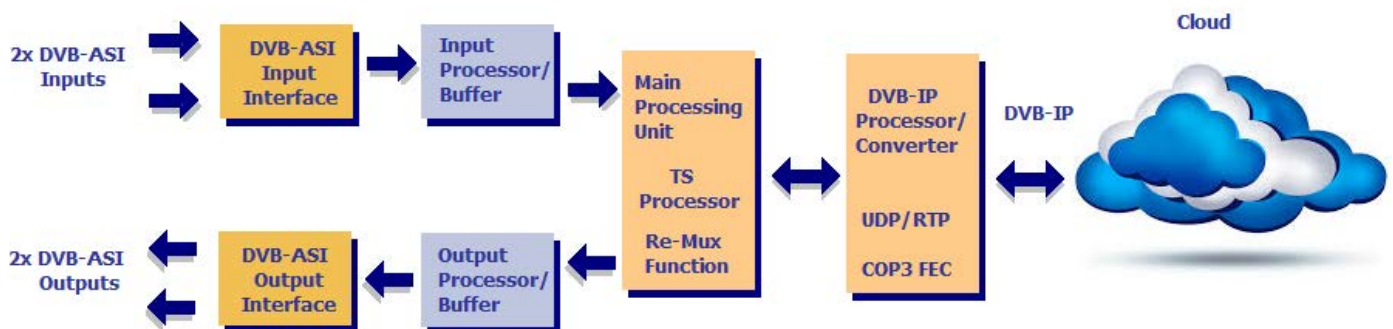 2x DVB-ASI
Inputs
DVB-ASI
Input
Interface
Input
Processor/
Buffer
Main
Processing
Unit
TS
Processor
Re-Mux
Function
DVB-IP
Processor/
Converter
UDP/RTP
COP3 FEC
DVB-IP
Cloud
2x DVB-ASI
Outputs
DVB-ASI
Output
Interface
Output
Processor/
Buffer